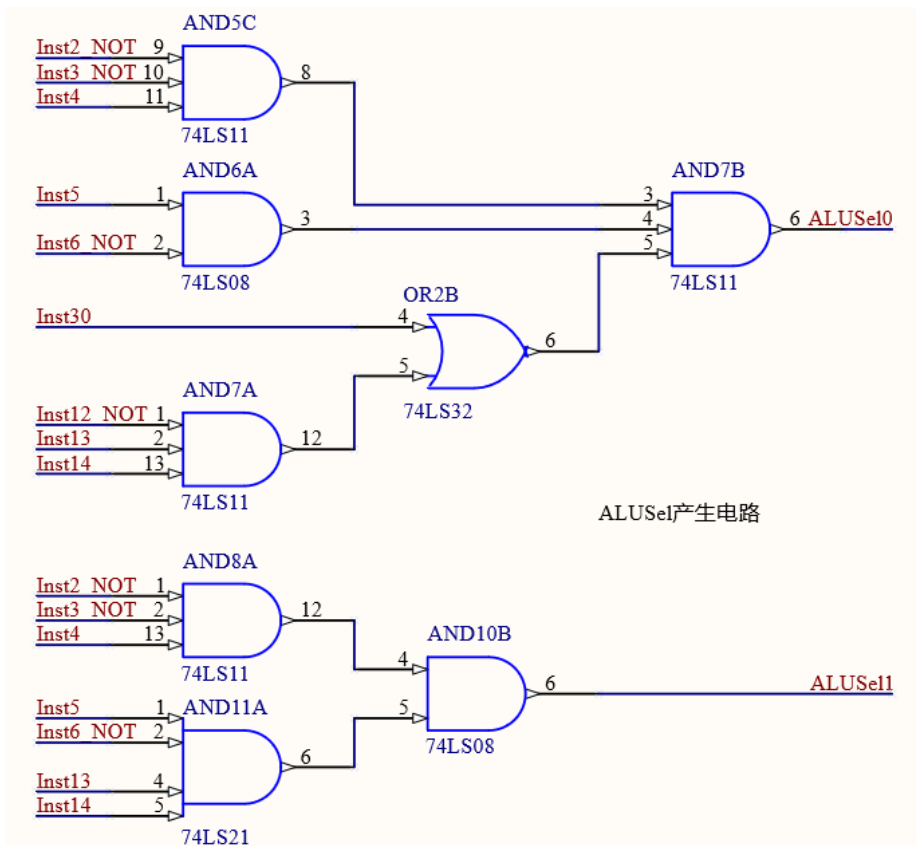 AND5C
Inst2_NOT 9
Inst3_NOT 10
Inst4 11
8
74LS11
AND6A
Inst5 1
Inst6_NOT 2
3
74LS08
AND7B
3
4
5
6 ALUSel0
74LS11
Inst30
OR2B
4
5
6
74LS32
AND7A
Inst12_NOT 1
Inst13 2
Inst14 13
12
74LS11
ALUSel产生电路
AND8A
Inst2_NOT 1
Inst3_NOT 2
Inst4 13
12
74LS11
AND10B
4
5
6
ALUSel1
74LS08
AND11A
Inst5 1
Inst6_NOT 2
Inst13 4
Inst14 5
6
74LS21